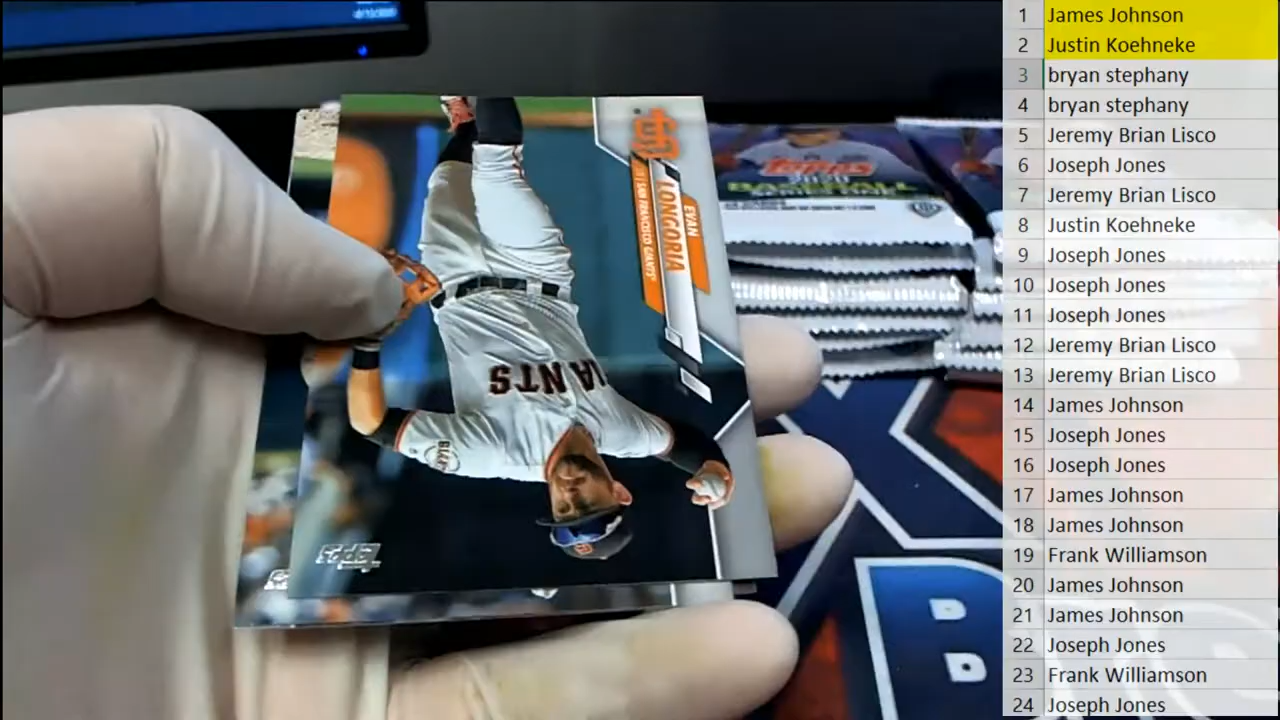 EVAN
LONGORIA
SAN FRANCISCO GIANTS
IANTS
topps
topps
2020
BASEBALL
1 James Johnson
2 Justin Koehneke
3 bryan stephany
4 bryan stephany
5 Jeremy Brian Lisco
6 Joseph Jones
7 Jeremy Brian Lisco
8 Justin Koehneke
9 Joseph Jones
10 Joseph Jones
11 Joseph Jones
12 Jeremy Brian Lisco
13 Jeremy Brian Lisco
14 James Johnson
15 Joseph Jones
16 Joseph Jones
17 James Johnson
18 James Johnson
19 Frank Williamson
20 James Johnson
21 James Johnson
22 Joseph Jones
23 Frank Williamson
24 Joseph Jones